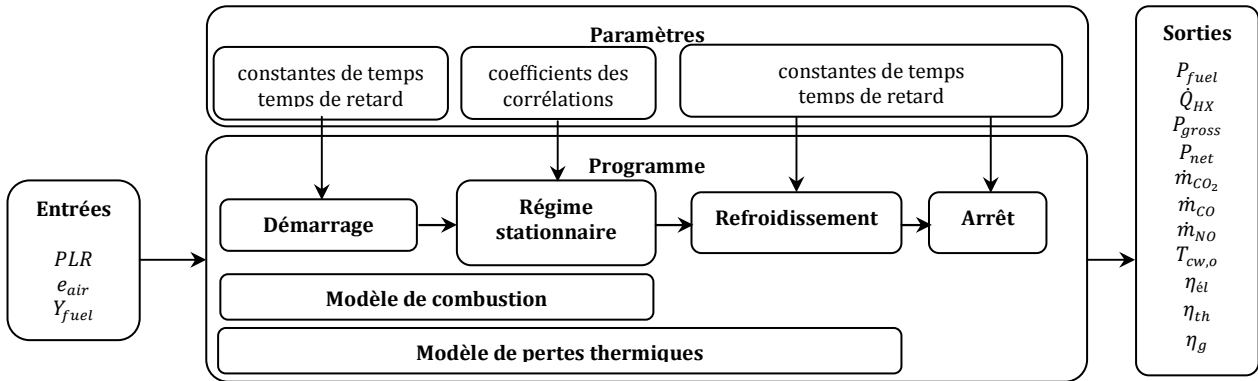 Paramètres
constantes de temps
temps de retard
coefficients des
corrélations
constantes de temps
temps de retard
Programme
Entrées
PLR
e_air
Y_fuel
Démarrage
Régime
stationnaire
Refroidissement
Arrêt
Modèle de combustion
Modèle de pertes thermiques
Sorties
P_fuel
Q̇_HX
P_gross
P_net
ṁ_CO₂
ṁ_CO
ṁ_NO
T_cw,o
η_él
η_th
η_g